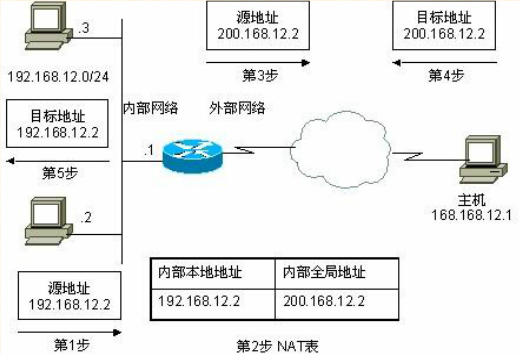 .3
192.168.12.0/24
源地址
200.168.12.2
第3步
目标地址
200.168.12.2
第4步
目标地址
192.168.12.2
第5步
内部网络
外部网络
.1
主机
168.168.12.1
.2
源地址
192.168.12.2
第1步
内部本地地址 内部全局地址
192.168.12.2 200.168.12.2
第2步 NAT表